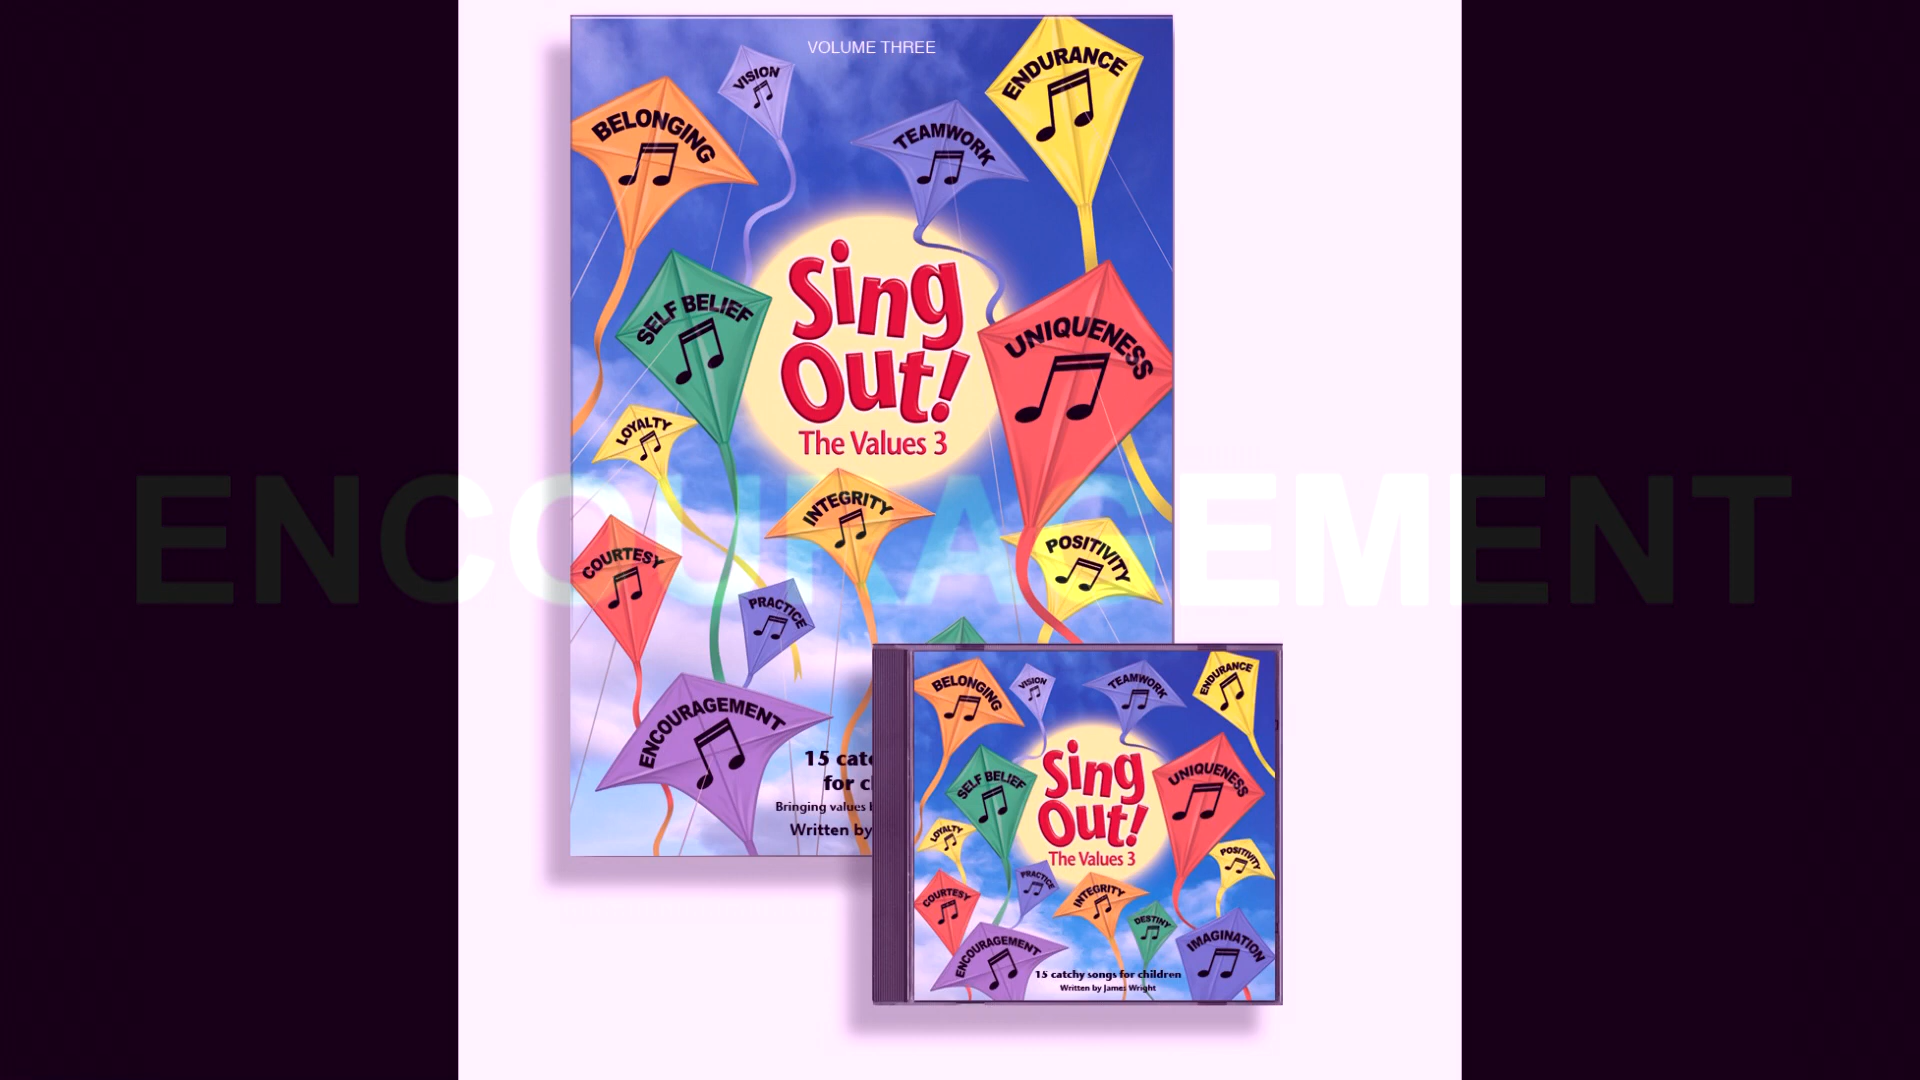 VOLUME THREE
VISION
ENDURANCE
BELONGING
TEAMWORK
Sing
Out!
The Values 3
SELF BELIEF
UNIQUENESS
LOYALTY
INTEGRITY
COURTESY
POSITIVITY
PRACTICE
ENCOURAGEMENT
ENCOURAGEMENT
15
for
Bringing values
Written by
BELONGING
VISION
TEAMWORK
ENDURANCE
Sing
Out!
The Values 3
SELF BELIEF
UNIQUENESS
LOYALTY
POSITIVITY
PRACTICE
COURTESY
INTEGRITY
DESTINY
ENCOURAGEMENT
IMAGINATION
15 catchy songs for children
Written by James Wright